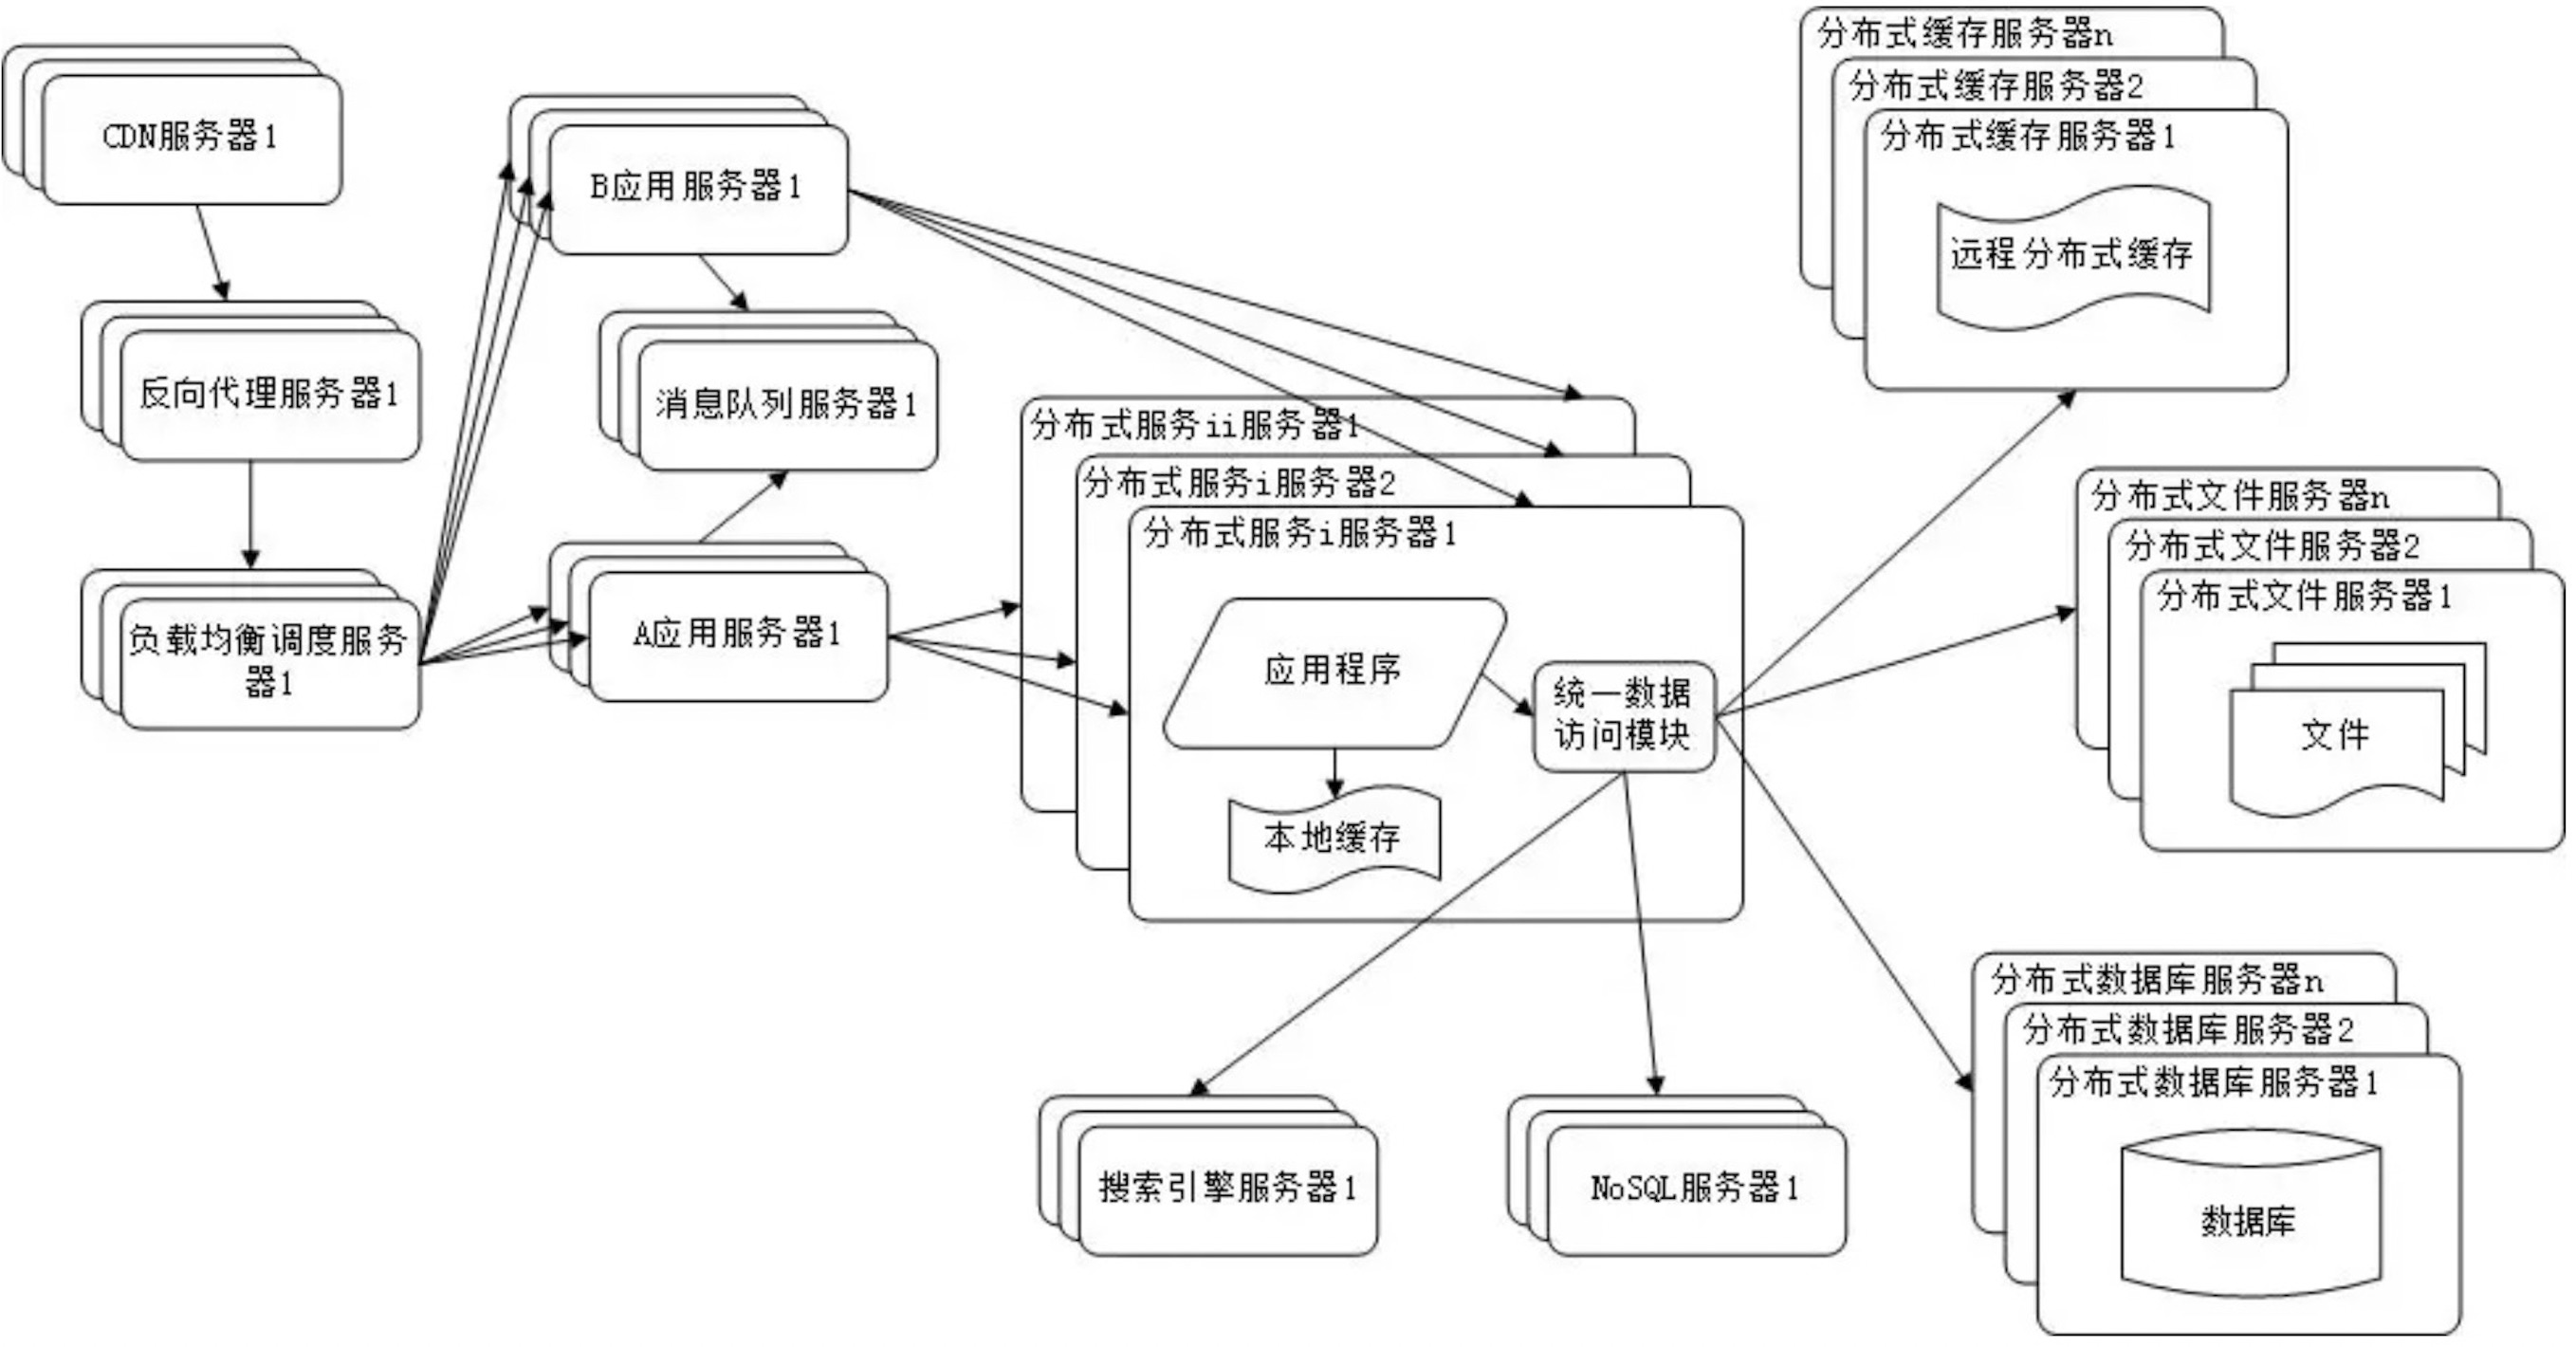 CDN服务器1
反向代理服务器1
负载均衡调度服务
器1
B应用服务器1
消息队列服务器1
A应用服务器1
分布式服务ii服务器1
分布式服务i服务器2
分布式服务i服务器1
应用程序
统一数据
访问模块
本地缓存
分布式缓存服务器n
分布式缓存服务器2
分布式缓存服务器1
远程分布式缓存
分布式文件服务器n
分布式文件服务器2
分布式文件服务器1
文件
搜索引擎服务器1
NoSQL服务器1
分布式数据库服务器n
分布式数据库服务器2
分布式数据库服务器1
数据库